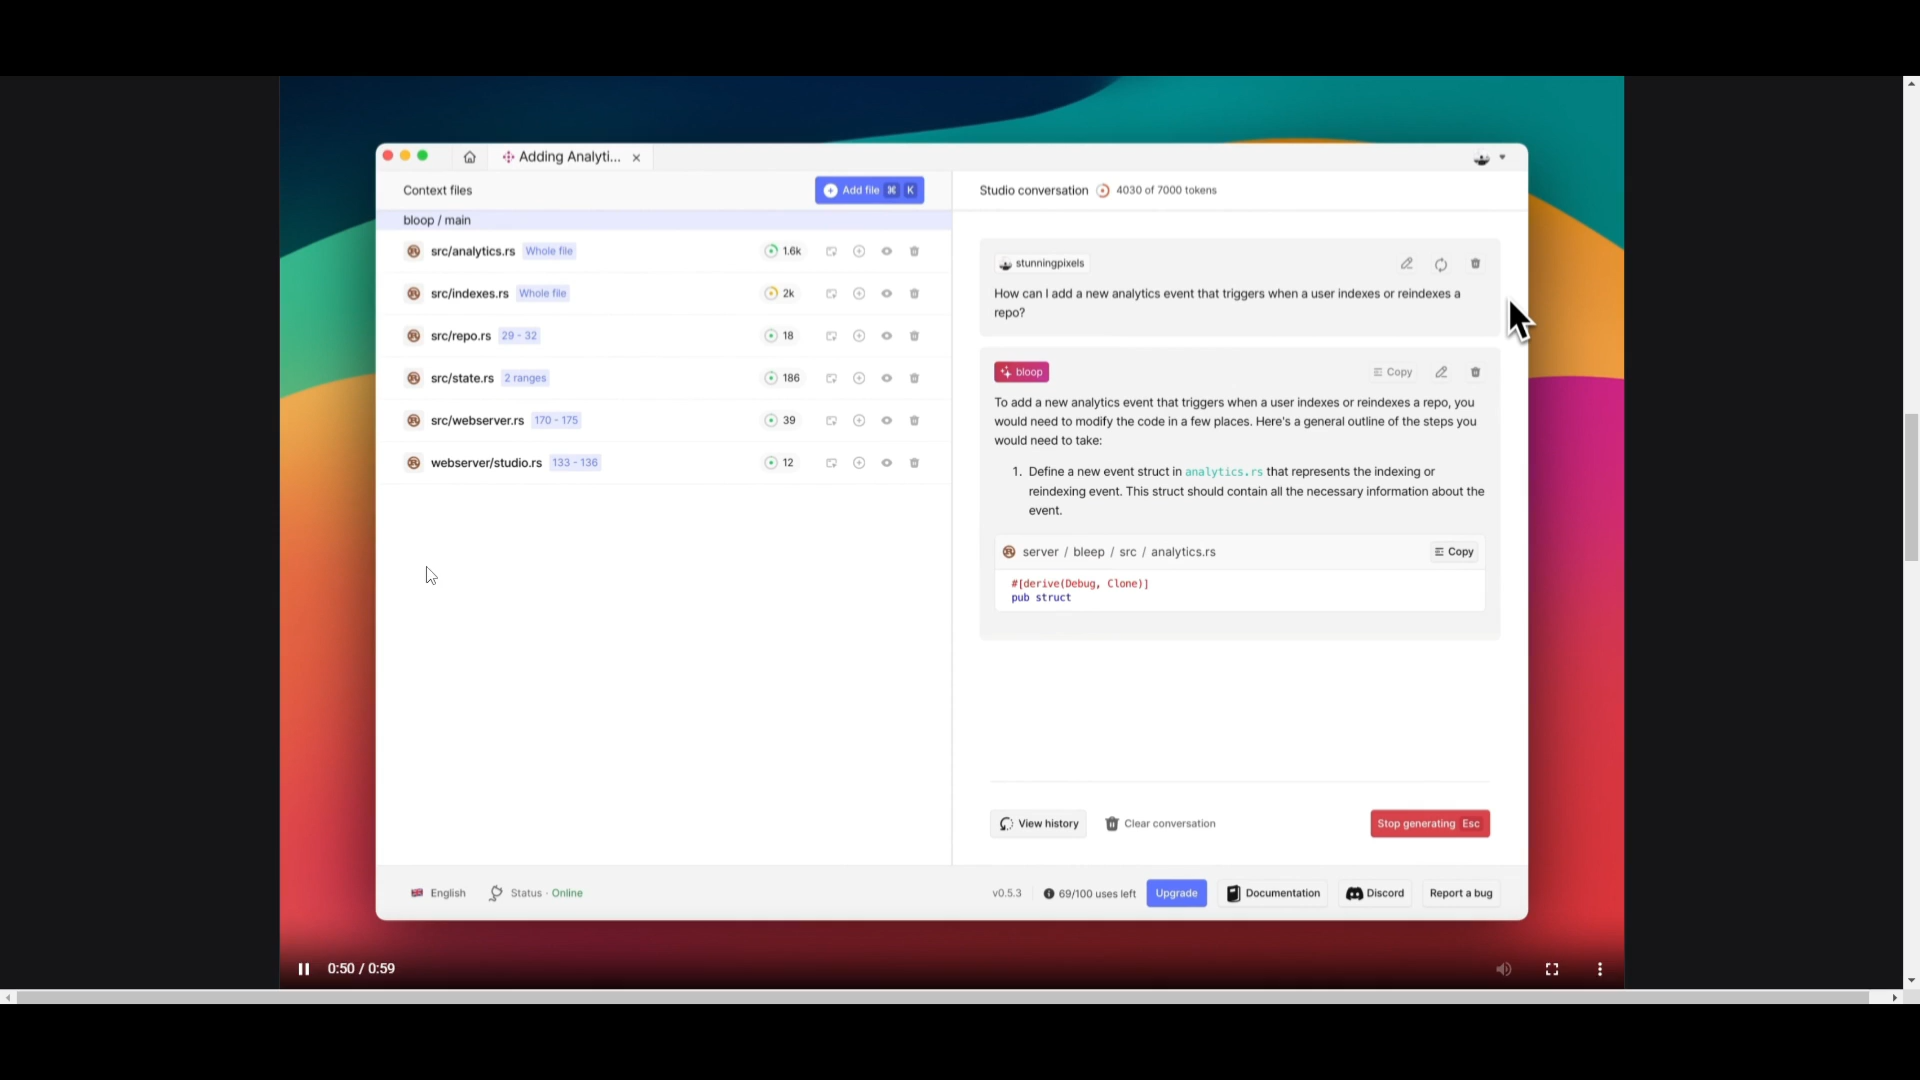 Adding Analyti...
Context files
Add file ⌘ K
bloop / main
src/analytics.rs Whole file 1.6k
src/indexes.rs Whole file 2k
src/repo.rs 29 - 32 18
src/state.rs 2 ranges 186
src/webserver.rs 170 - 175 39
webserver/studio.rs 133 - 136 12
Studio conversation 4030 of 7000 tokens
stunningpixels
How can I add a new analytics event that triggers when a user indexes or reindexes a
repo?
bloop
Copy
To add a new analytics event that triggers when a user indexes or reindexes a repo, you
would need to modify the code in a few places. Here's a general outline of the steps you
would need to take:
1. Define a new event struct in analytics.rs that represents the indexing or
reindexing event. This struct should contain all the necessary information about the
event.
server / bleep / src / analytics.rs
Copy
#[derive(Debug, Clone)]
pub struct
View history
Clear conversation
Stop generating Esc
English
Status · Online
v0.5.3
69/100 uses left
Upgrade
Documentation
Discord
Report a bug
0:50 / 0:59